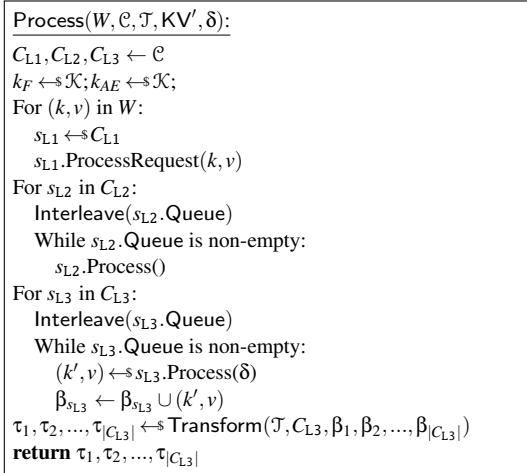 Process(W, 𝒞, 𝒯, KV′, δ):
C_L1, C_L2, C_L3 ← 𝒞
k_F ←$ 𝒦; k_AE ←$ 𝒦;
For (k, v) in W:
s_L1 ←$ C_L1
s_L1.ProcessRequest(k, v)
For s_L2 in C_L2:
Interleave(s_L2.Queue)
While s_L2.Queue is non-empty:
s_L2.Process()
For s_L3 in C_L3:
Interleave(s_L3.Queue)
While s_L3.Queue is non-empty:
(k′, v) ←$ s_L3.Process(δ)
β_{s_L3} ← β_{s_L3} ∪ (k′, v)
τ_1, τ_2, ..., τ_{|C_L3|} ←$ Transform(𝒯, C_L3, β_1, β_2, ..., β_{|C_L3|})
return τ_1, τ_2, ..., τ_{|C_L3|}